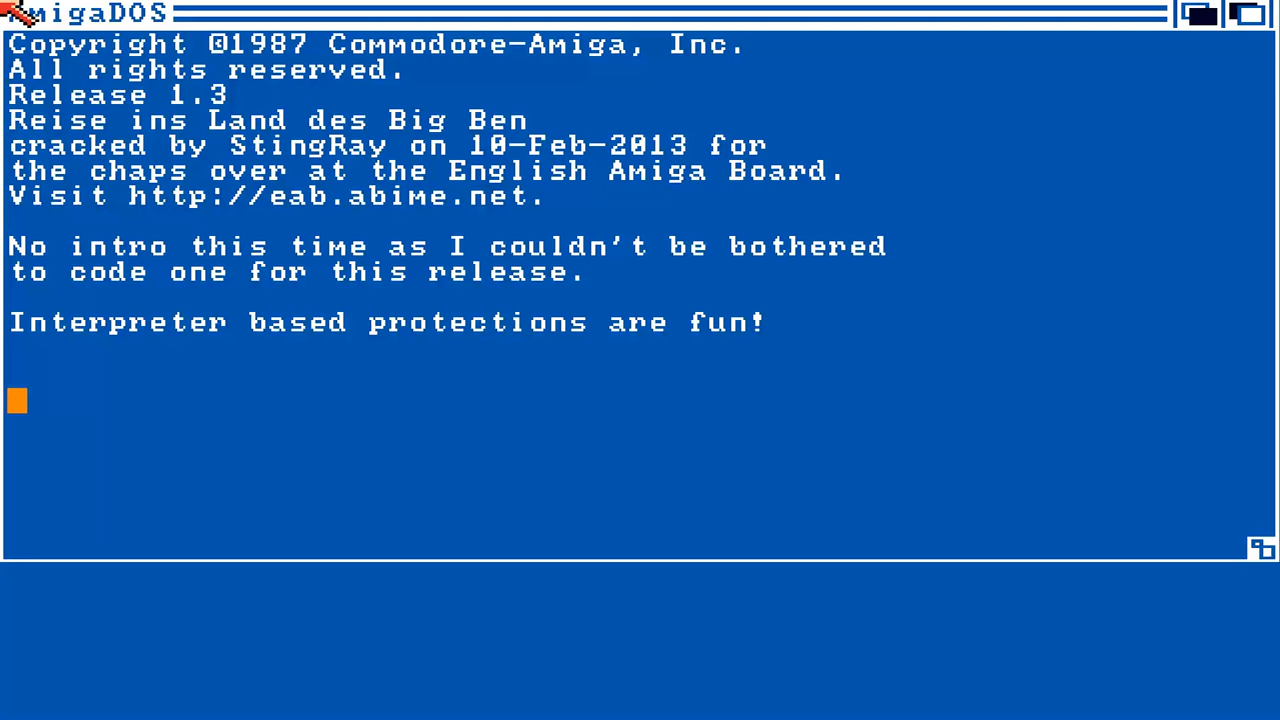 AmigaDOS
Copyright ©1987 Commodore-Amiga, Inc.
All rights reserved.
Release 1.3
Reise ins Land des Big Ben
cracked by StingRay on 10-Feb-2013 for
the chaps over at the English Amiga Board.
Visit http://eab.abime.net.
No intro this time as I couldn't be bothered
to code one for this release.
Interpreter based protections are fun!